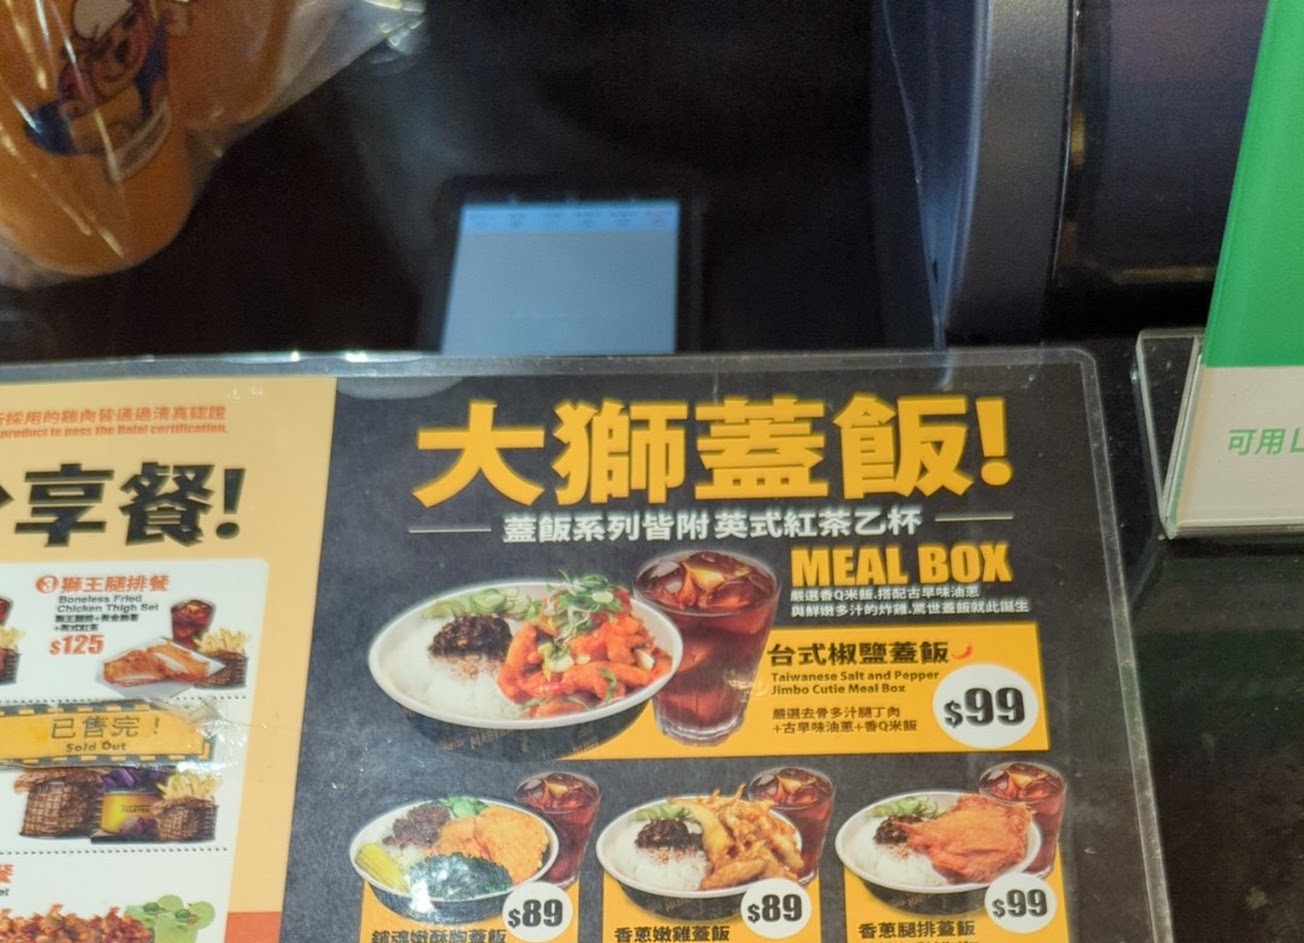 採用的雞肉皆通過清真認證
product to pass the Halal certification.
享餐!
3 獅王腿排餐
Boneless Fried
Chicken Thigh Set
+英式紅茶
$125
已售完！
Sold Out
大獅蓋飯!
蓋飯系列皆附英式紅茶乙杯
MEAL BOX
嚴選香Q米飯.搭配古早味油蔥
與鮮嫩多汁的炸雞.驚世蓋飯就此誕生
台式椒鹽蓋飯
Taiwanese Salt and Pepper
Jimbo Cutie Meal Box
嚴選去骨多汁腿丁肉
+古早味油蔥+香Q米飯
$99
$89
$89
香蔥嫩雞蓋飯
$99
香蔥腿排蓋飯
可用